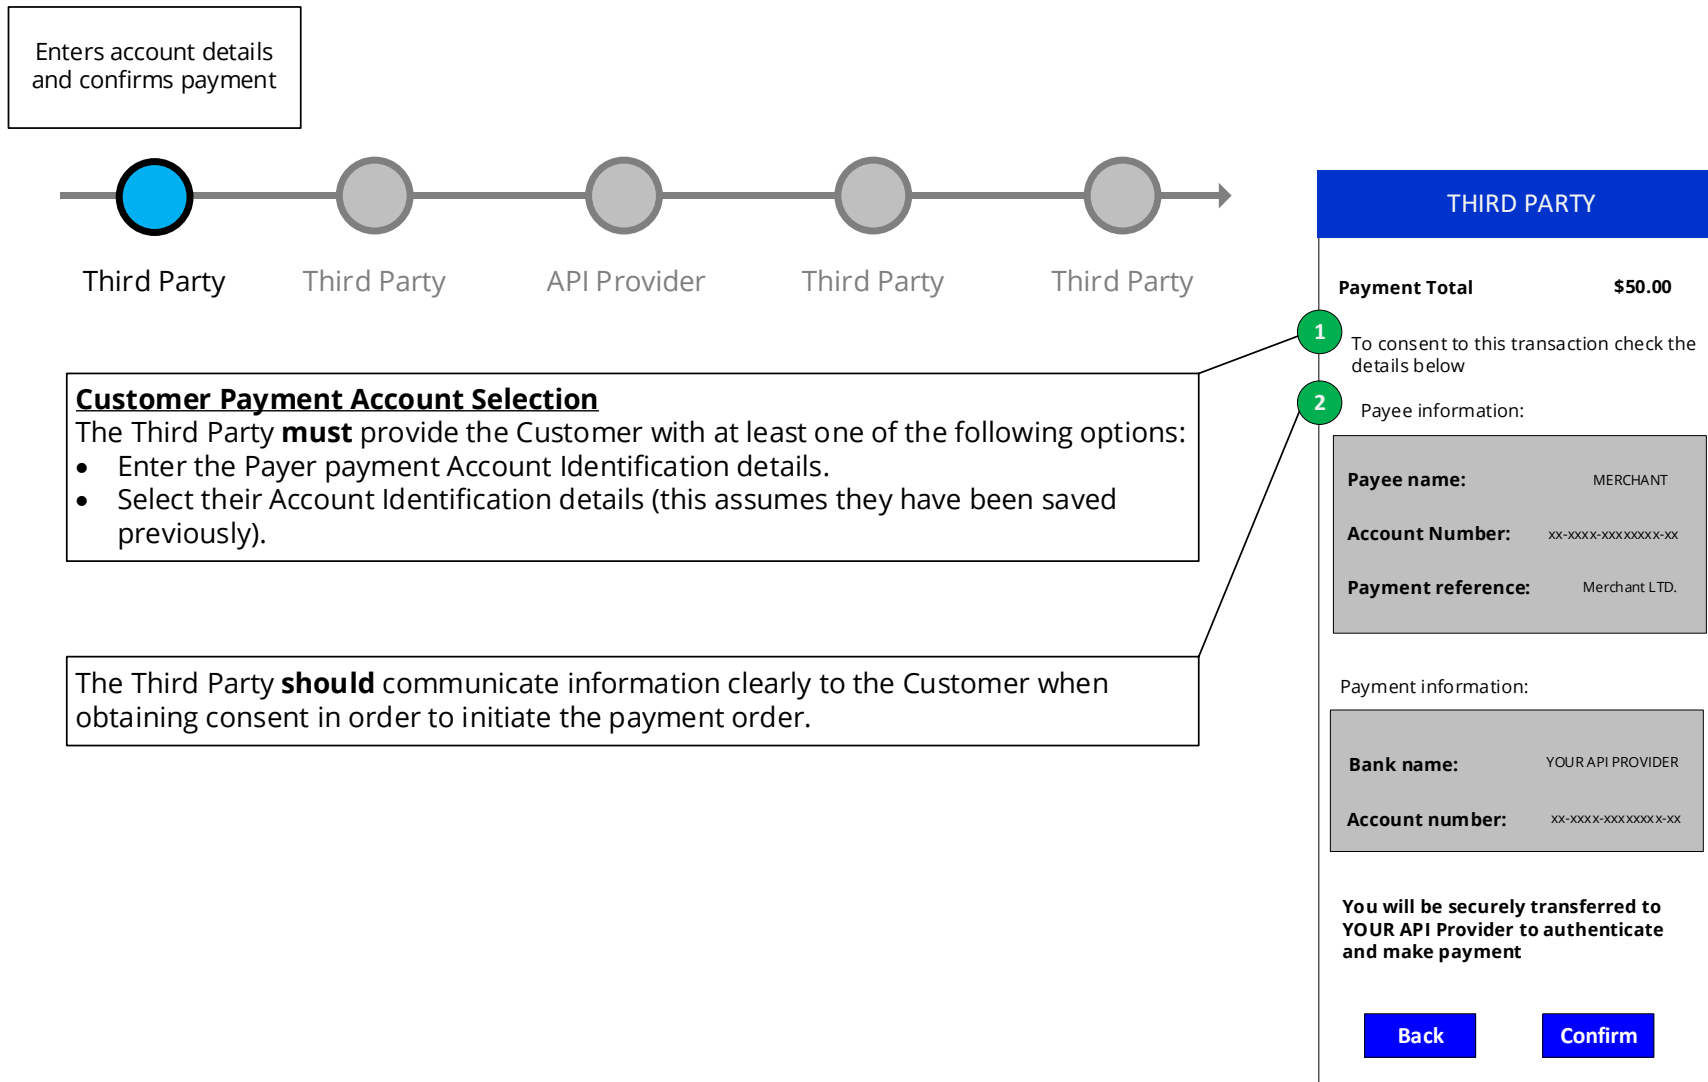 Enters account details
and confirms payment
Third Party
Third Party
API Provider
Third Party
Third Party
Customer Payment Account Selection
The Third Party must provide the Customer with at least one of the following options:
• Enter the Payer payment Account Identification details.
• Select their Account Identification details (this assumes they have been saved
previously).
The Third Party should communicate information clearly to the Customer when
obtaining consent in order to initiate the payment order.
THIRD PARTY
Payment Total $50.00
1
To consent to this transaction check the
details below
2
Payee information:
Payee name: MERCHANT
Account Number: xx-xxxx-xxxxxxxx-xx
Payment reference: Merchant LTD.
Payment information:
Bank name: YOUR API PROVIDER
Account number: xx-xxxx-xxxxxxxx-xx
You will be securely transferred to
YOUR API Provider to authenticate
and make payment
Back Confirm